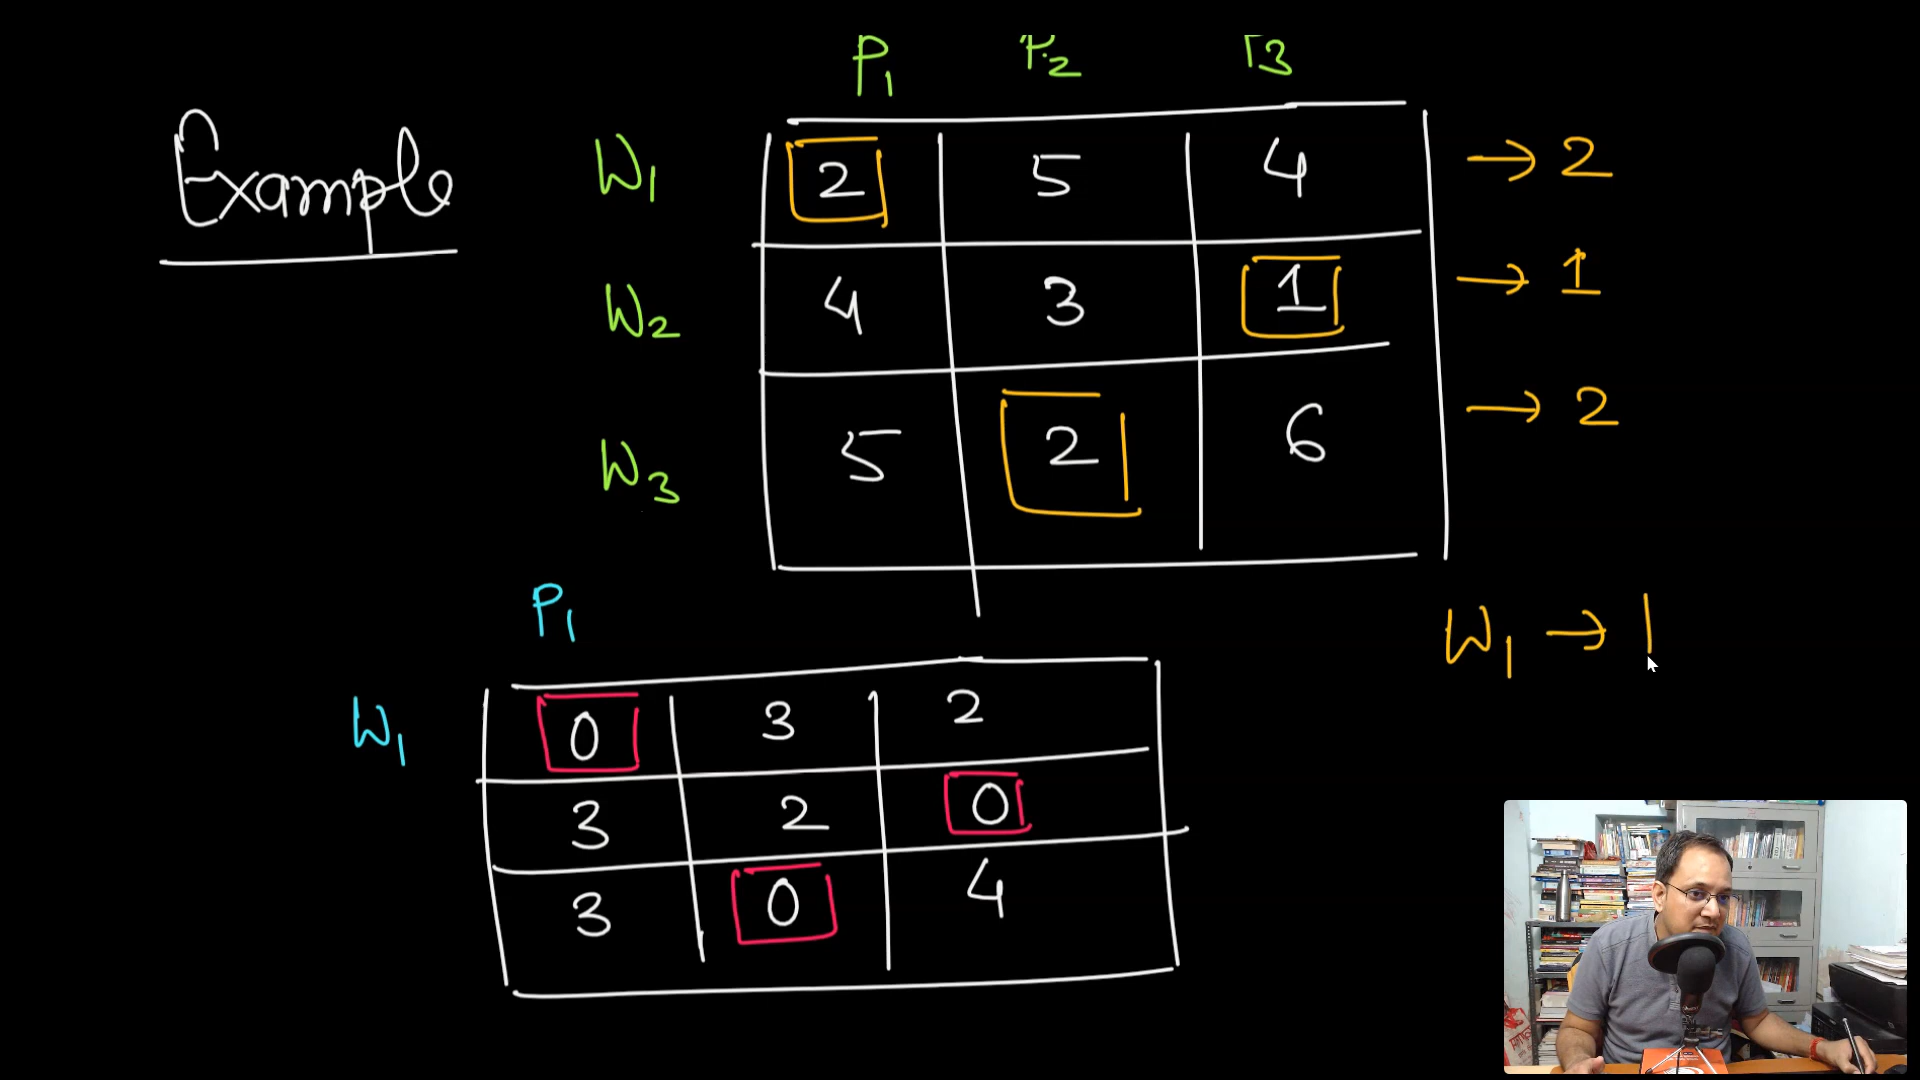 Example
P1 P2 P3
W1 2 5 4 → 2
W2 4 3 1 → 1
W3 5 2 6 → 2
P1
W1 → 1
W1 0 3 2
3 2 0
3 0 4